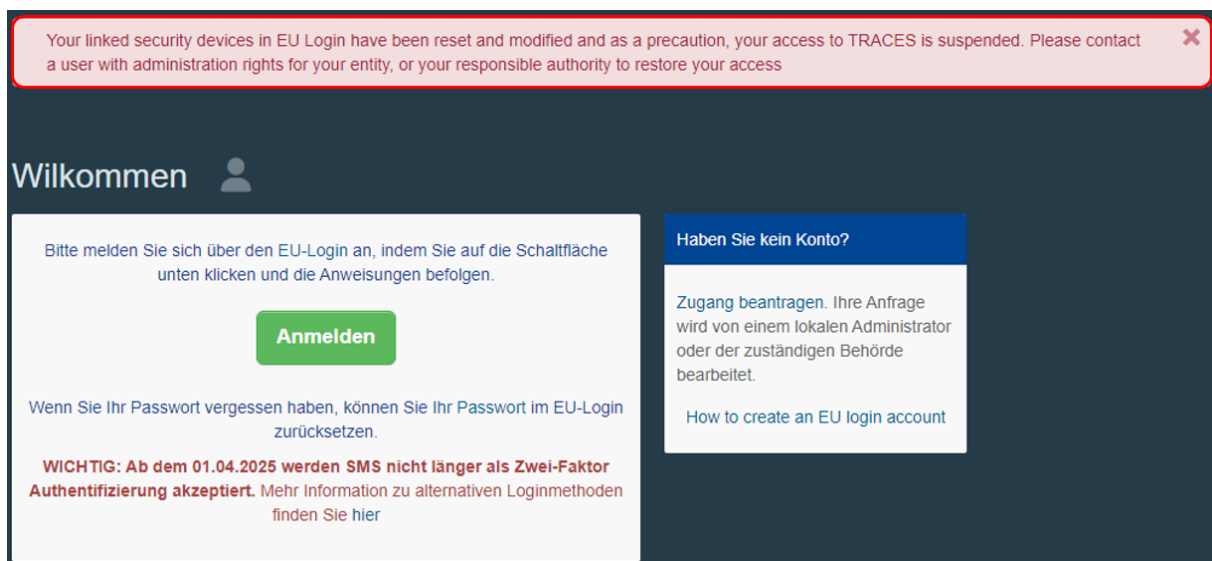 Your linked security devices in EU Login have been reset and modified and as a precaution, your access to TRACES is suspended. Please contact
a user with administration rights for your entity, or your responsible authority to restore your access
Wilkommen
Bitte melden Sie sich über den EU-Login an, indem Sie auf die Schaltfläche
unten klicken und die Anweisungen befolgen.
Anmelden
Wenn Sie Ihr Passwort vergessen haben, können Sie Ihr Passwort im EU-Login
zurücksetzen.
WICHTIG: Ab dem 01.04.2025 werden SMS nicht länger als Zwei-Faktor
Authentifizierung akzeptiert. Mehr Information zu alternativen Loginmethoden
finden Sie hier
Haben Sie kein Konto?
Zugang beantragen. Ihre Anfrage
wird von einem lokalen Administrator
oder der zuständigen Behörde
bearbeitet.
How to create an EU login account